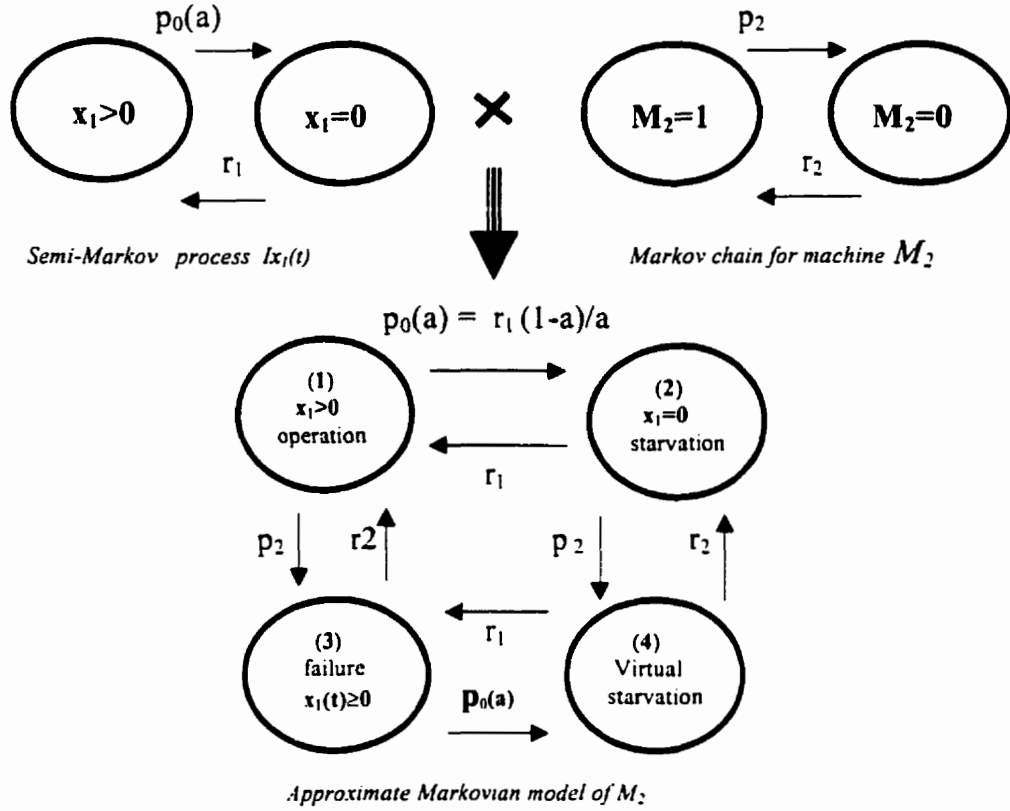 p₀(a)
p₂
x₁>0
x₁=0
×
M₂=1
M₂=0
r₁
r₂
Semi-Markov process Ix₁(t)
Markov chain for machine M₂
p₀(a) = r₁ (1-a)/a
(1)
x₁>0
operation
(2)
x₁=0
starvation
r₁
p₂
r2
p ₂
r₂
(3)
failure
x₁(t)≥0
r₁
(4)
Virtual
starvation
p₀(a)
Approximate Markovian model of M₂